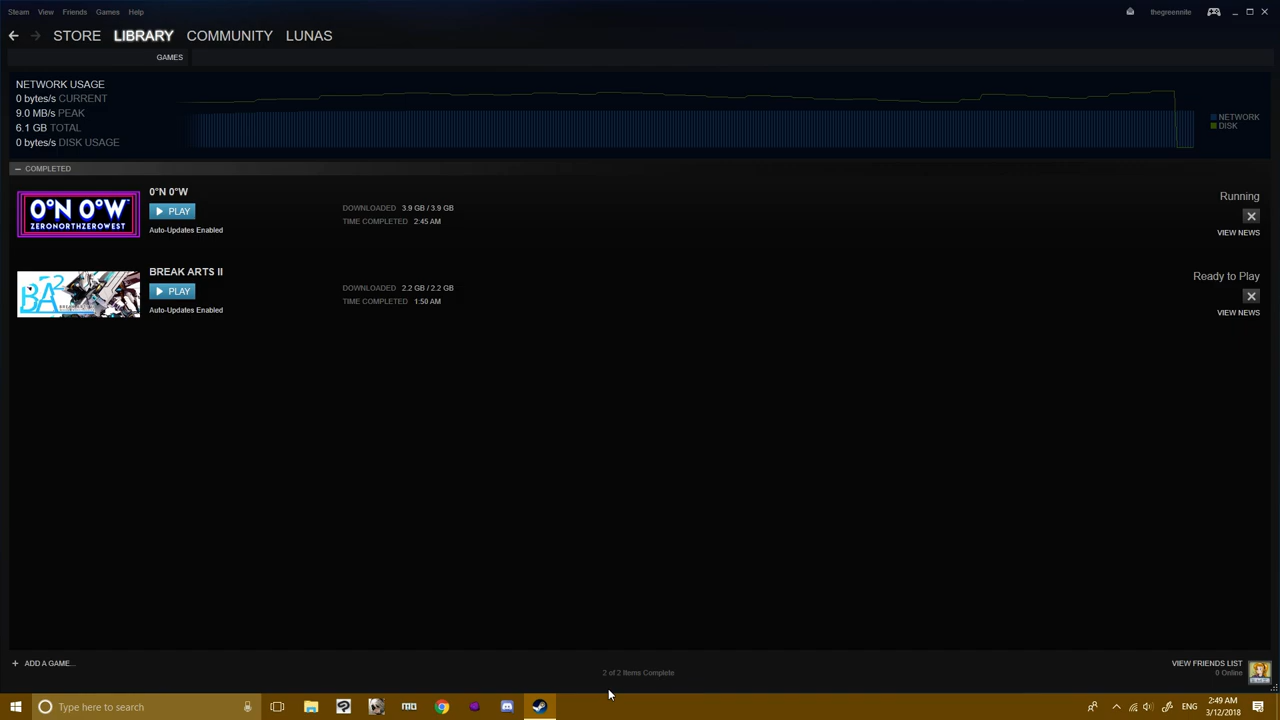 Steam View Friends Games Help thegreennite
STORE LIBRARY COMMUNITY LUNAS
GAMES
NETWORK USAGE
0 bytes/s CURRENT
9.0 MB/s PEAK
6.1 GB TOTAL
0 bytes/s DISK USAGE
NETWORK
DISK
COMPLETED
0°N 0°W
ZERONORTHZEROWEST
0°N 0°W
PLAY
Auto-Updates Enabled
DOWNLOADED 3.9 GB / 3.9 GB
TIME COMPLETED 2:45 AM
Running
VIEW NEWS
BA2
BREAK ARTS II
PLAY
Auto-Updates Enabled
DOWNLOADED 2.2 GB / 2.2 GB
TIME COMPLETED 1:50 AM
Ready to Play
VIEW NEWS
+ ADD A GAME...
2 of 2 Items Complete
VIEW FRIENDS LIST
0 Online
Type here to search
ENG
2:49 AM
3/12/2018